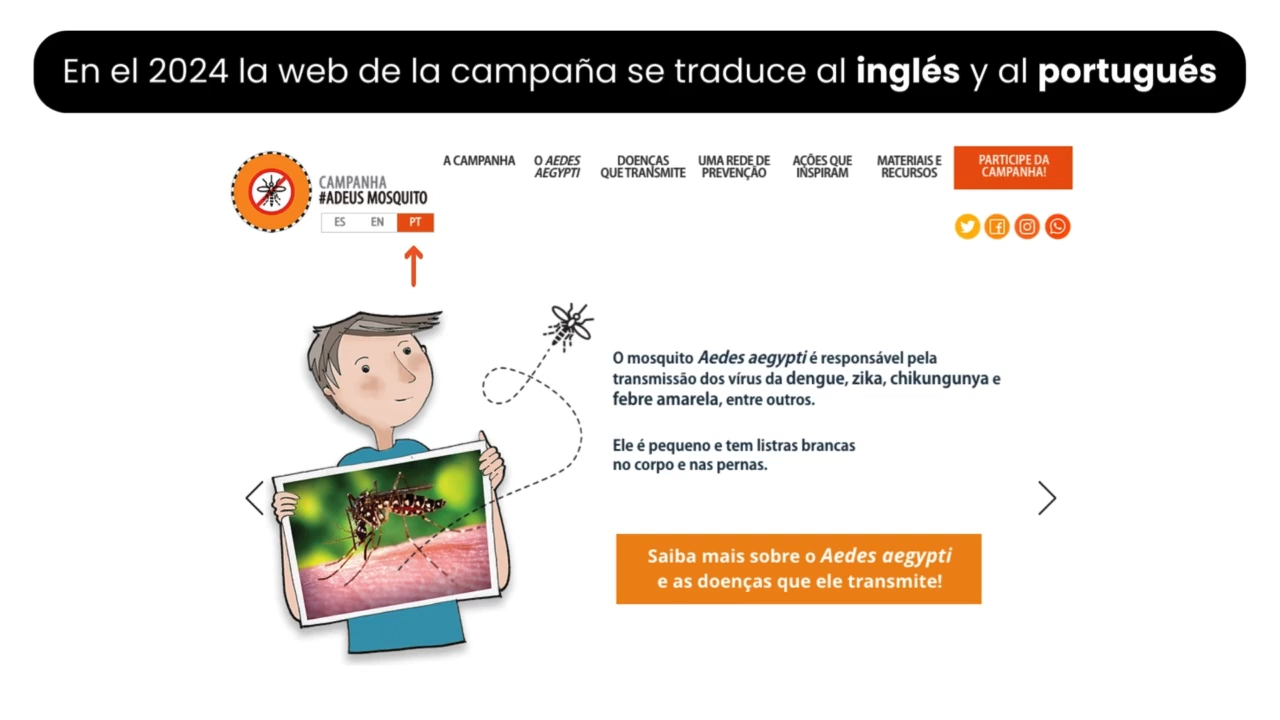 En el 2024 la web de la campaña se traduce al inglés y al portugués
CAMPANHA
#ADEUS MOSQUITO
ES EN PT
A CAMPANHA
O AEDES
AEGYPTI
DOENÇAS
QUE TRANSMITE
UMA REDE DE
PREVENÇÃO
AÇÕES QUE
INSPIRAM
MATERIAIS E
RECURSOS
PARTICIPE DA
CAMPANHA!
O mosquito Aedes aegypti é responsável pela
transmissão dos vírus da dengue, zika, chikungunya e
febre amarela, entre outros.
Ele é pequeno e tem listras brancas
no corpo e nas pernas.
Saiba mais sobre o Aedes aegypti
e as doenças que ele transmite!